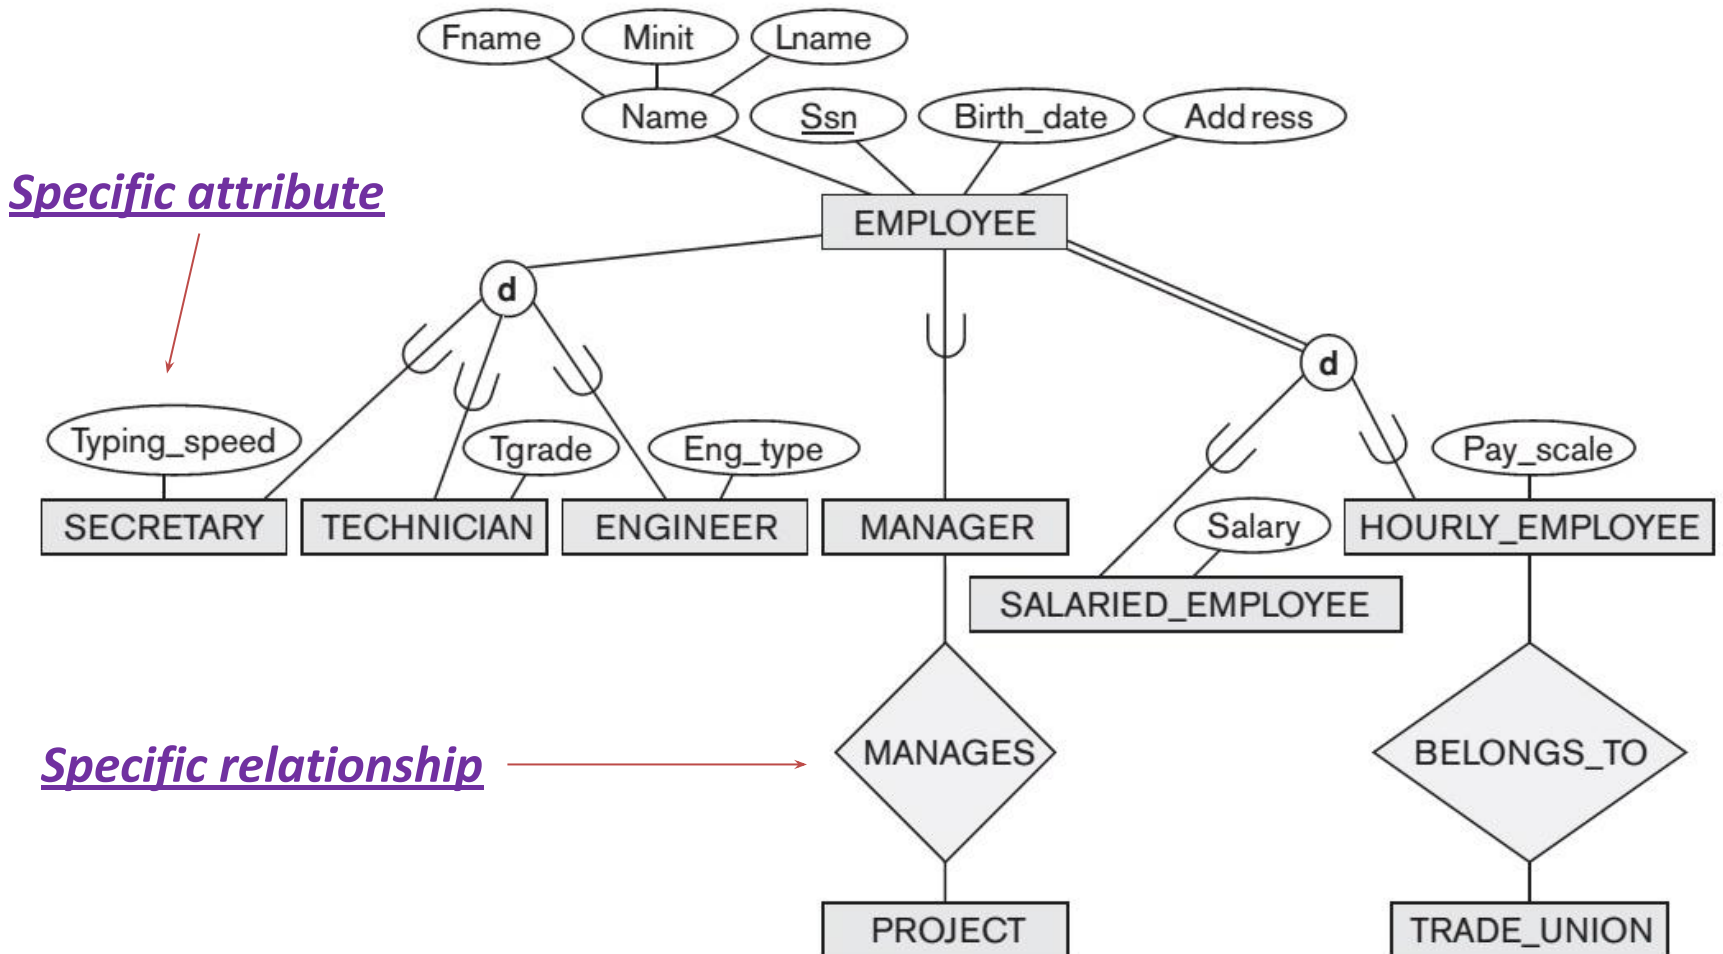 Fname Minit Lname
Name Ssn Birth_date Address
Specific attribute
EMPLOYEE
d
d
Typing_speed Tgrade Eng_type Pay_scale
SECRETARY TECHNICIAN ENGINEER MANAGER Salary HOURLY_EMPLOYEE
SALARIED_EMPLOYEE
Specific relationship MANAGES BELONGS_TO
PROJECT TRADE_UNION